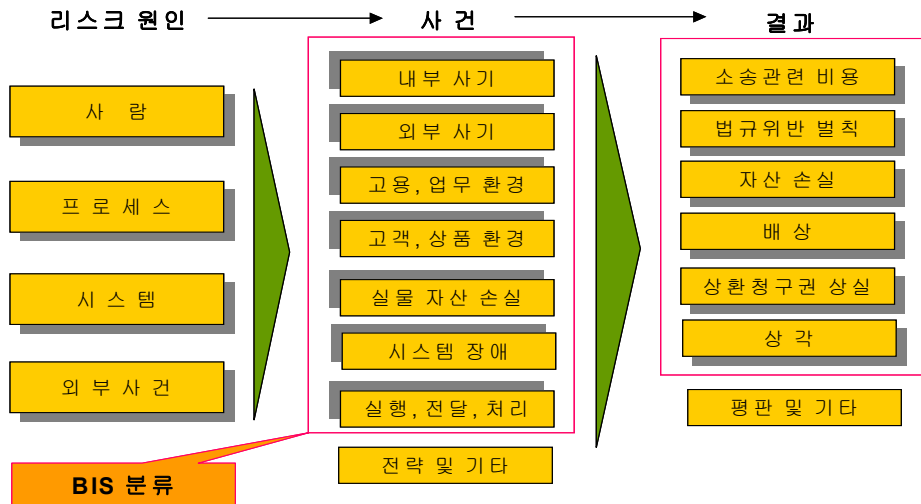 리스크 원인
사 건
결과
사 람
프로세스
시스템
외부사건
내부 사기
외부 사기
고용, 업무 환경
고객, 상품 환경
실물 자산 손실
시스템 장애
실행, 전달, 처리
전략 및 기타
소송관련 비용
법규위반 벌칙
자산 손실
배상
상환청구권 상실
상각
평판 및 기타
BIS 분류